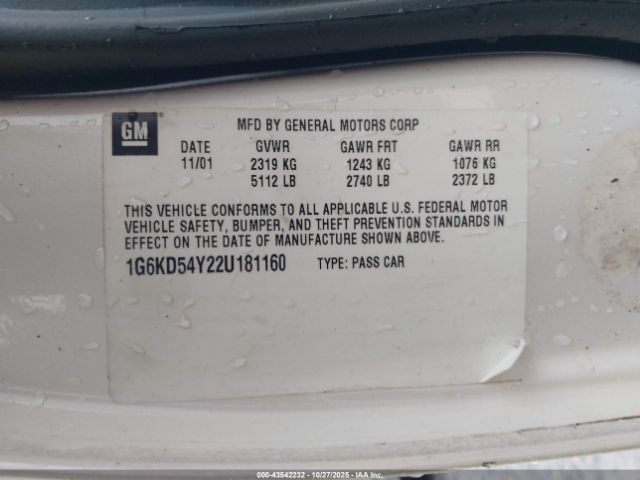 GM
MFD BY GENERAL MOTORS CORP
DATE GVWR GAWR FRT GAWR RR
11/01 2319 KG 1243 KG 1076 KG
5112 LB 2740 LB 2372 LB
THIS VEHICLE CONFORMS TO ALL APPLICABLE U.S. FEDERAL MOTOR
VEHICLE SAFETY, BUMPER, AND THEFT PREVENTION STANDARDS IN
EFFECT ON THE DATE OF MANUFACTURE SHOWN ABOVE.
1G6KD54Y22U181160 TYPE: PASS CAR
000-43542232 - 10/27/2025 - IAA Inc.